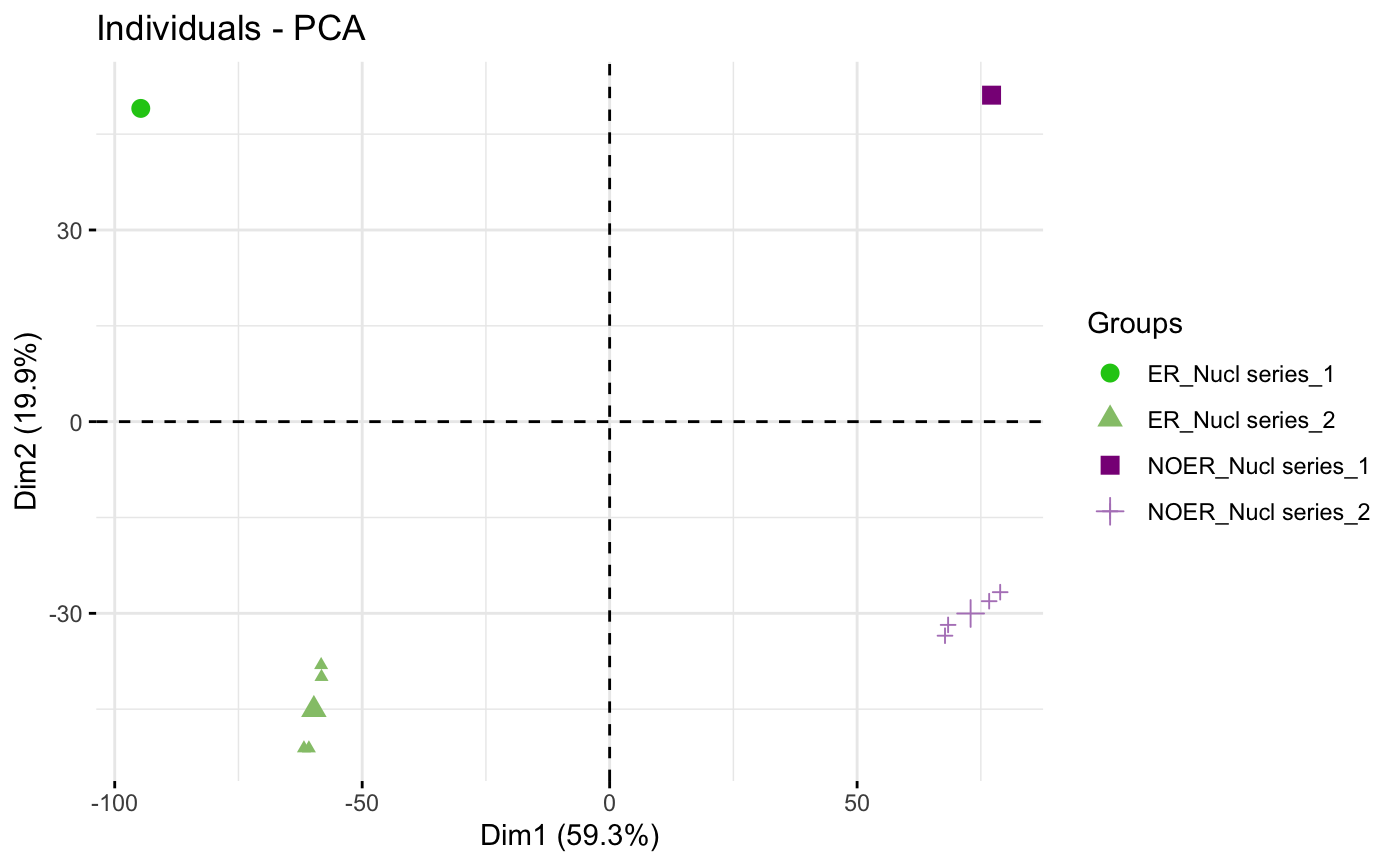 Individuals - PCA
30
0
-30
Dim2 (19.9%)
-100
-50
0
50
Dim1 (59.3%)
Groups
ER_Nucl series_1
ER_Nucl series_2
NOER_Nucl series_1
NOER_Nucl series_2